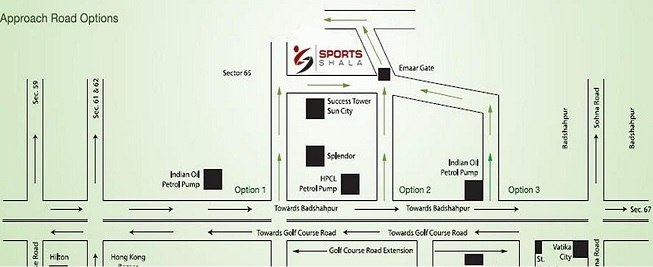 Approach Road Options
SPORTS
SHALA
Emaar Gate
Sector 65
Sec. 59
Sec. 61 & 62
Success Tower
Sun City
Sohna Road
Badshahpur
Badshahpur
Splendor
Indian Oil
Petrol Pump
HPCL
Petrol Pump
Indian Oil
Petrol Pump
Option 1
Option 2
Option 3
Towards Badshahpur
Towards Badshahpur
Sec. 67
Towards Golf Course Road
Towards Golf Course Road
Golf Course Road Extension
Hilton
Hong Kong
St.
Vatika
City